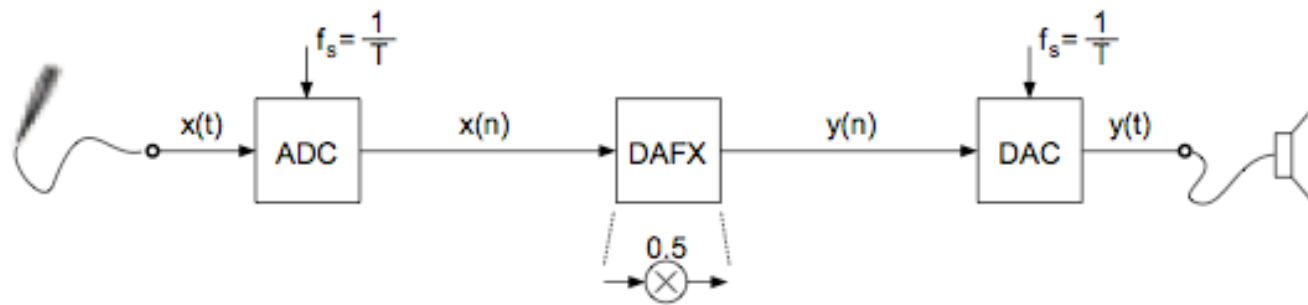 fs= 1/T
fs= 1/T
x(t)
ADC
x(n)
DAFX
y(n)
DAC
y(t)
0.5